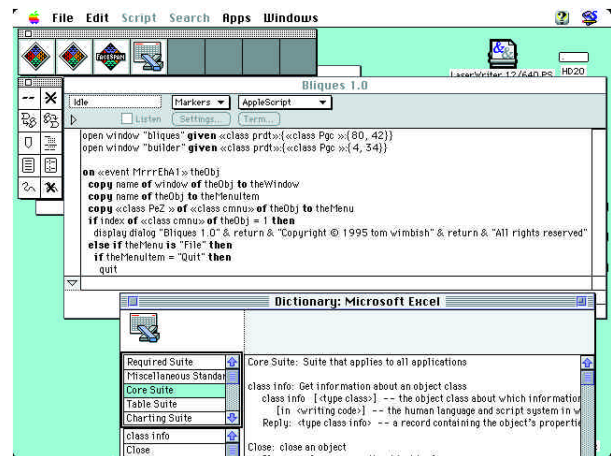 File Edit Script Search Apps Windows
FaceSpan
LaserWriter 12/640 PS
HD20
Bliques 1.0
Idle
Markers
AppleScript
Listen
Settings...
Term...
open window "bliques" given «class prdt»:{«class Pgc »:{80, 42}}
open window "builder" given «class prdt»:{«class Pgc »:{4, 34}}
on «event MrrrEhA1» theObj
copy name of window of theObj to theWindow
copy name of theObj to theMenuItem
copy «class PeZ » of «class cmnu» of theObj to theMenu
if index of «class cmnu» of theObj = 1 then
display dialog "Bliques 1.0" & return & "Copyright © 1995 tom wimbish" & return & "All rights reserved"
else if theMenu is "File" then
if theMenuItem = "Quit" then
quit
Dictionary: Microsoft Excel
Required Suite
Miscellaneous Standar
Core Suite
Table Suite
Charting Suite
class info
Close
Core Suite: Suite that applies to all applications
class info: Get information about an object class
class info [<type class>] -- the object class about which information
[in <writing code>] -- the human language and script system in w
Reply: <type class info> -- a record containing the object's propertie
Close: close an object